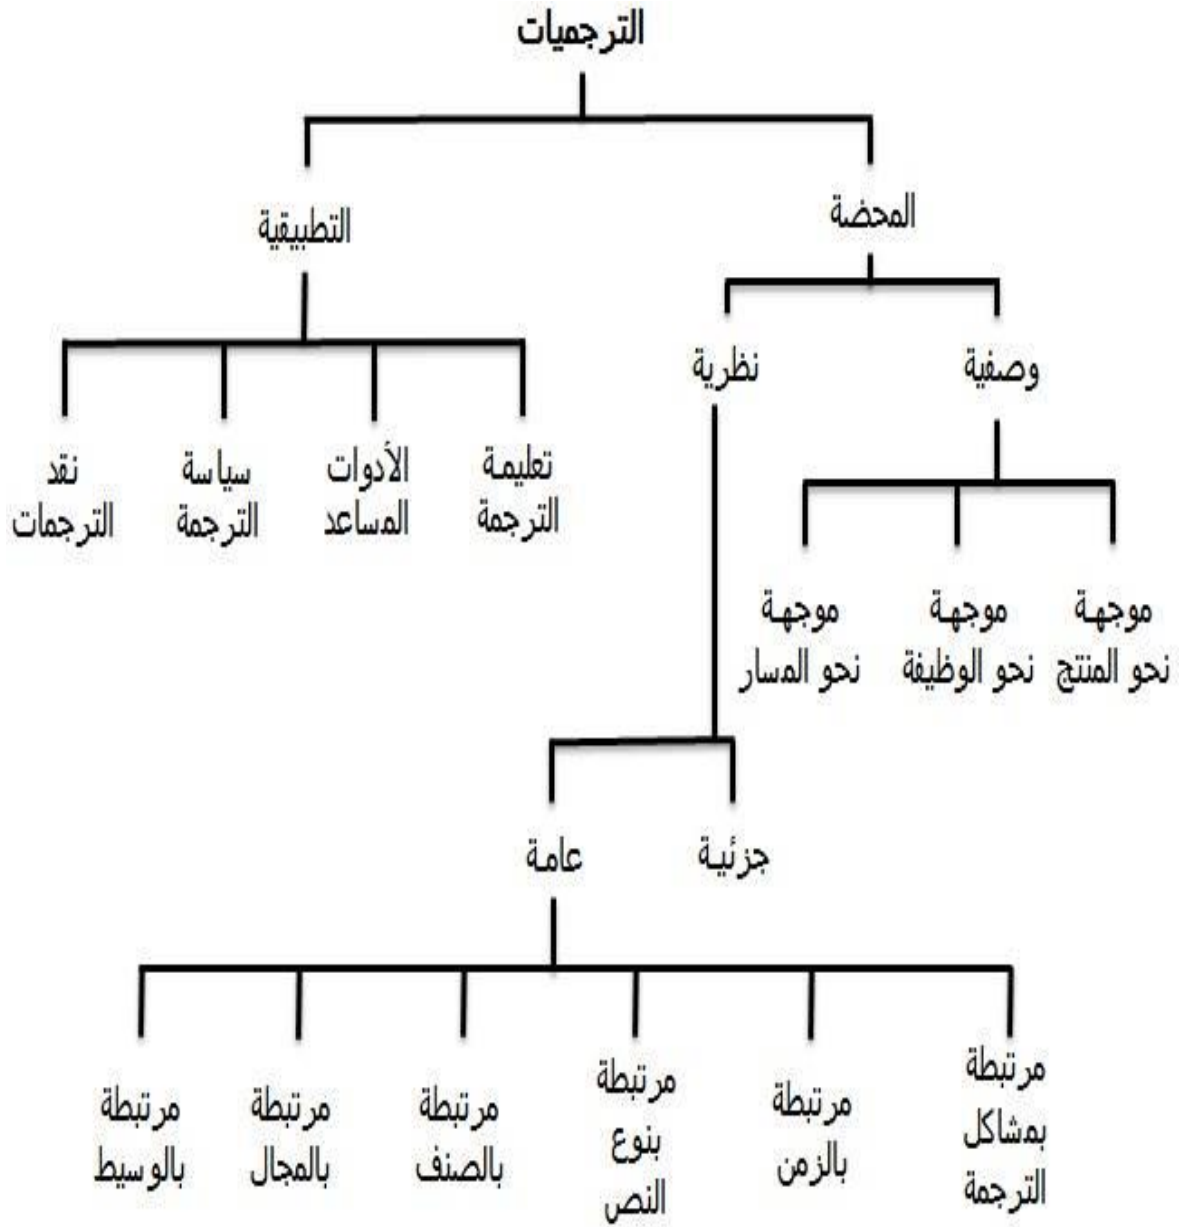 الترجميات
المحضة
التطبيقية
وصفية
نظرية
تعليمة
الترجمة
الأدوات
المساعد
سياسة
الترجمة
نقد
الترجمات
موجهة
نحو المنتج
موجهة
نحو الوظيفة
موجهة
نحو المسار
جزئية
عامة
مرتبطة
بمشاكل
الترجمة
مرتبطة
بالزمن
مرتبطة
بنوع
النص
مرتبطة
بالصنف
مرتبطة
بالمجال
مرتبطة
بالوسيط